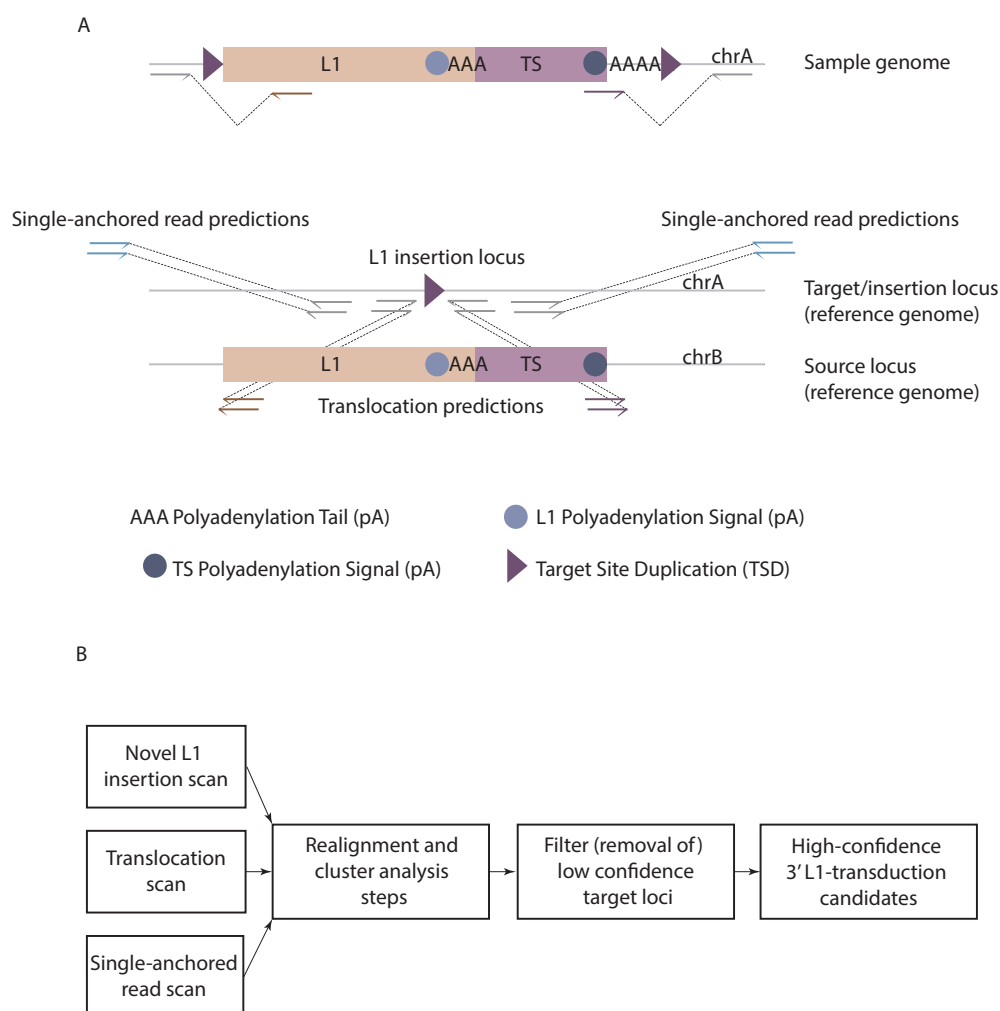 A
L1
AAA
TS
AAAA
chrA
Sample genome
Single-anchored read predictions
Single-anchored read predictions
L1 insertion locus
chrA
Target/insertion locus
(reference genome)
L1
AAA
TS
chrB
Source locus
(reference genome)
Translocation predictions
AAA Polyadenylation Tail (pA)
L1 Polyadenylation Signal (pA)
TS Polyadenylation Signal (pA)
Target Site Duplication (TSD)
B
Novel L1
insertion scan
Translocation
scan
Single-anchored
read scan
Realignment and
cluster analysis
steps
Filter (removal of)
low confidence
target loci
High-confidence
3’ L1-transduction
candidates